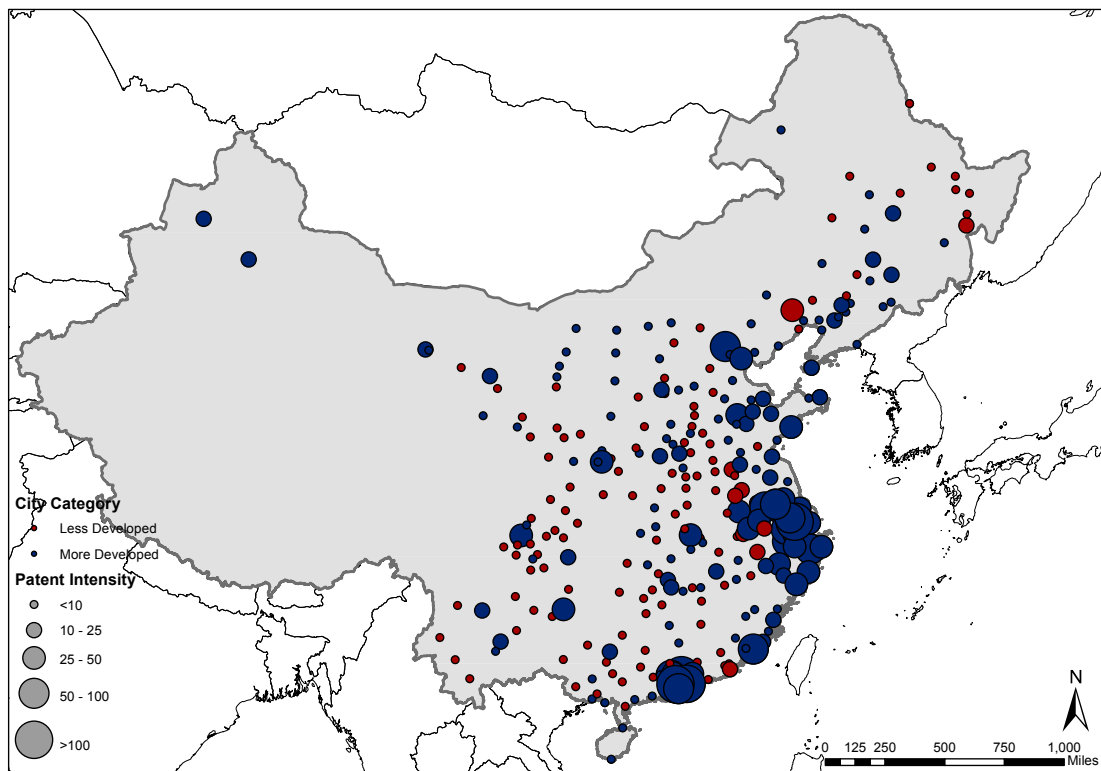 City Category
Less Developed
More Developed
Patent Intensity
<10
10 - 25
25 - 50
50 - 100
>100
N
0 125 250 500 750 1,000
Miles